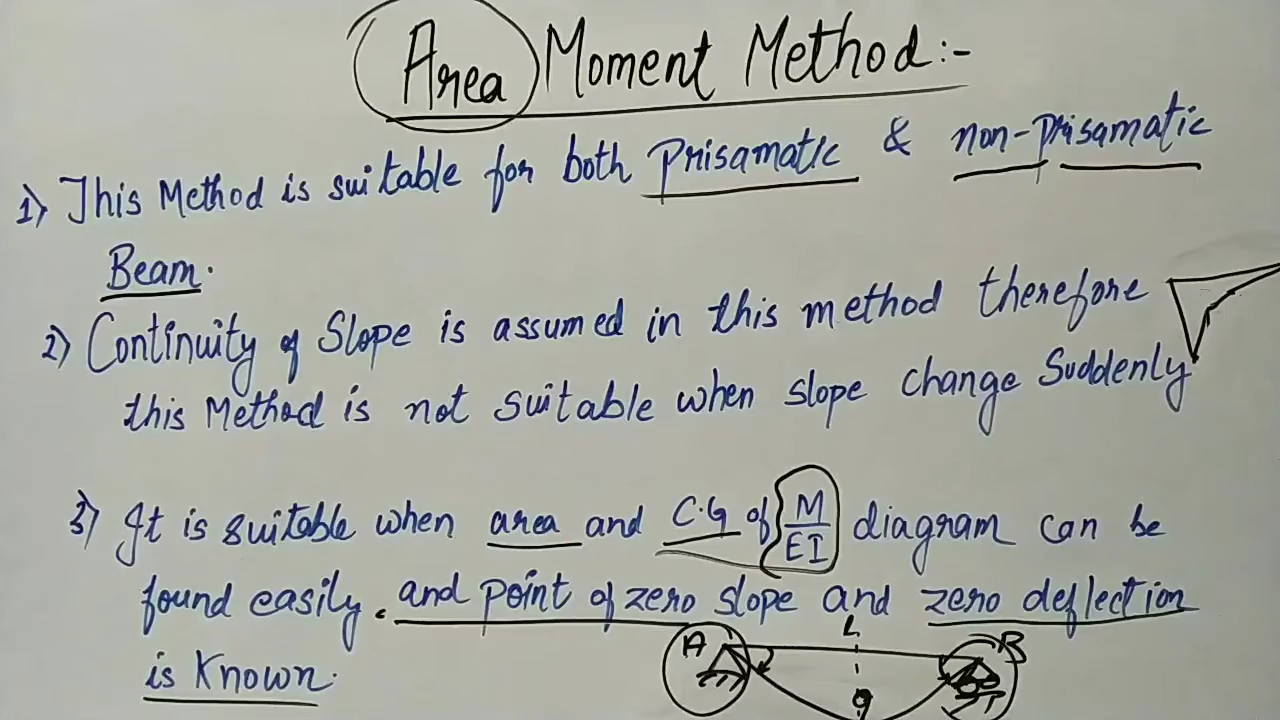 Area Moment Method:-
1) This Method is suitable for both Prisamatic & non-prisamatic
Beam.
2) Continuity of Slope is assumed in this method therefore
this Method is not suitable when slope change Suddenly
3) It is suitable when area and C.G of M/EI diagram can be
found easily. and point of zero slope and zero deflection
is Known.
A B